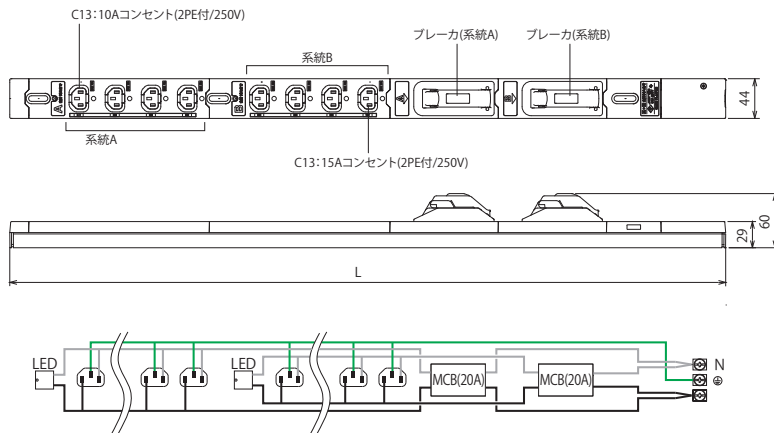 C13:10Aコンセント(2PE付/250V)
系統B
ブレーカ(系統A)
ブレーカ(系統B)
A
B
44
系統A
C13:15Aコンセント(2PE付/250V)
60
29
L
LED
LED
MCB(20A)
MCB(20A)
N